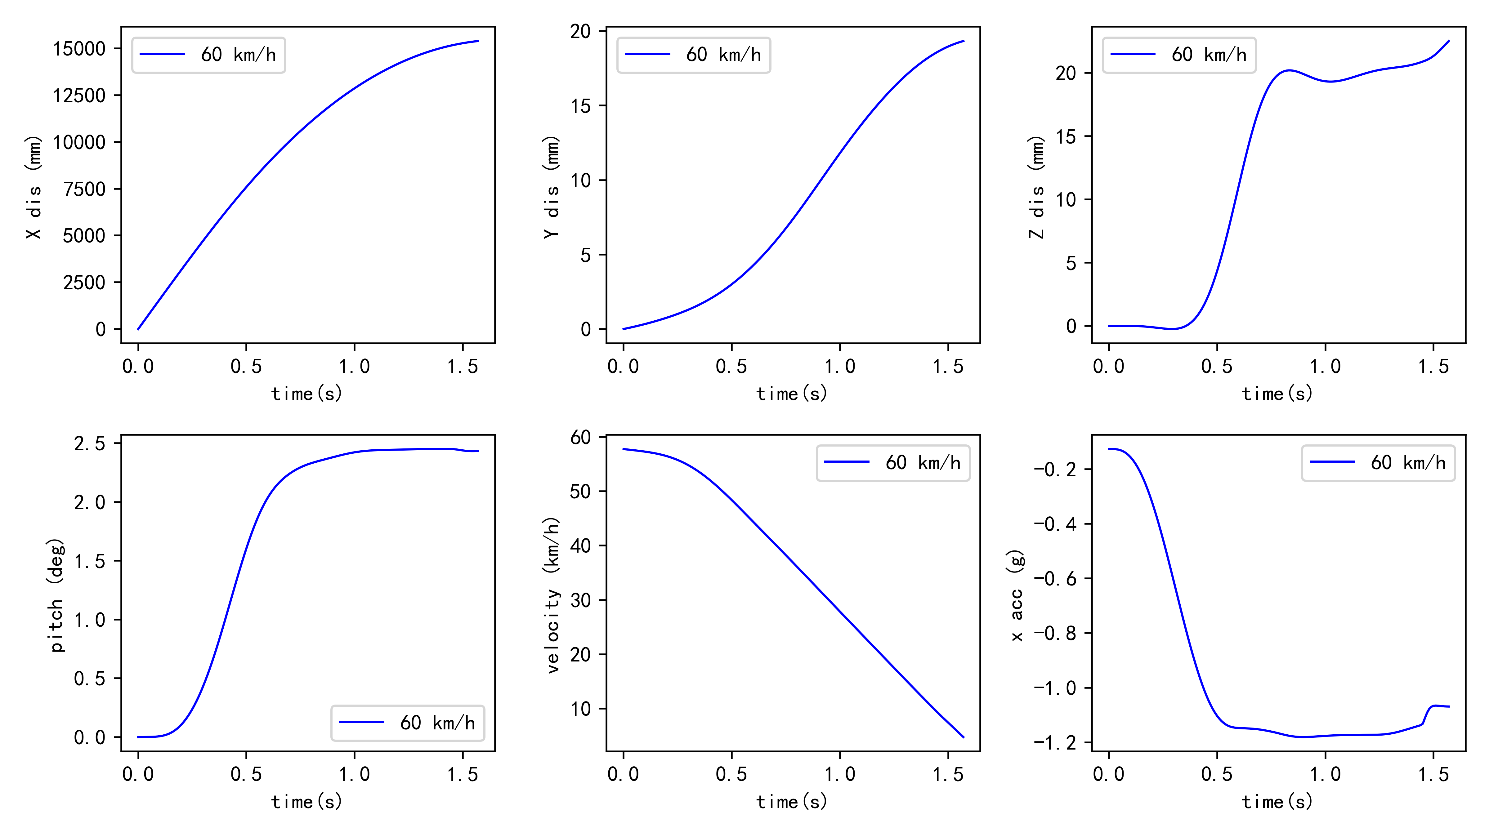 60 km/h
15000
12500
10000
7500
5000
2500
0
X dis (mm)
0.0 0.5 1.0 1.5
time(s)
60 km/h
20
15
10
5
0
Y dis (mm)
0.0 0.5 1.0 1.5
time(s)
60 km/h
20
15
10
5
0
Z dis (mm)
0.0 0.5 1.0 1.5
time(s)
2.5
2.0
1.5
1.0
0.5
0.0
pitch (deg)
60 km/h
0.0 0.5 1.0 1.5
time(s)
60 km/h
60
50
40
30
20
10
velocity (km/h)
0.0 0.5 1.0 1.5
time(s)
60 km/h
−0.2
−0.4
−0.6
−0.8
−1.0
−1.2
x acc (g)
0.0 0.5 1.0 1.5
time(s)